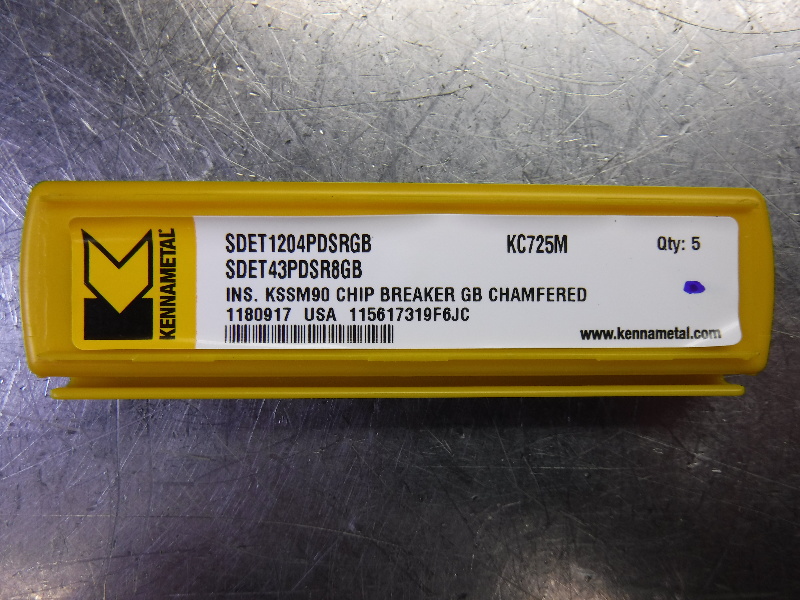 KENNAMETAL
SDET1204PDSRGB KC725M Qty: 5
SDET43PDSR8GB
INS. KSSM90 CHIP BREAKER GB CHAMFERED
1180917 USA 115617319F6JC
www.kennametal.com